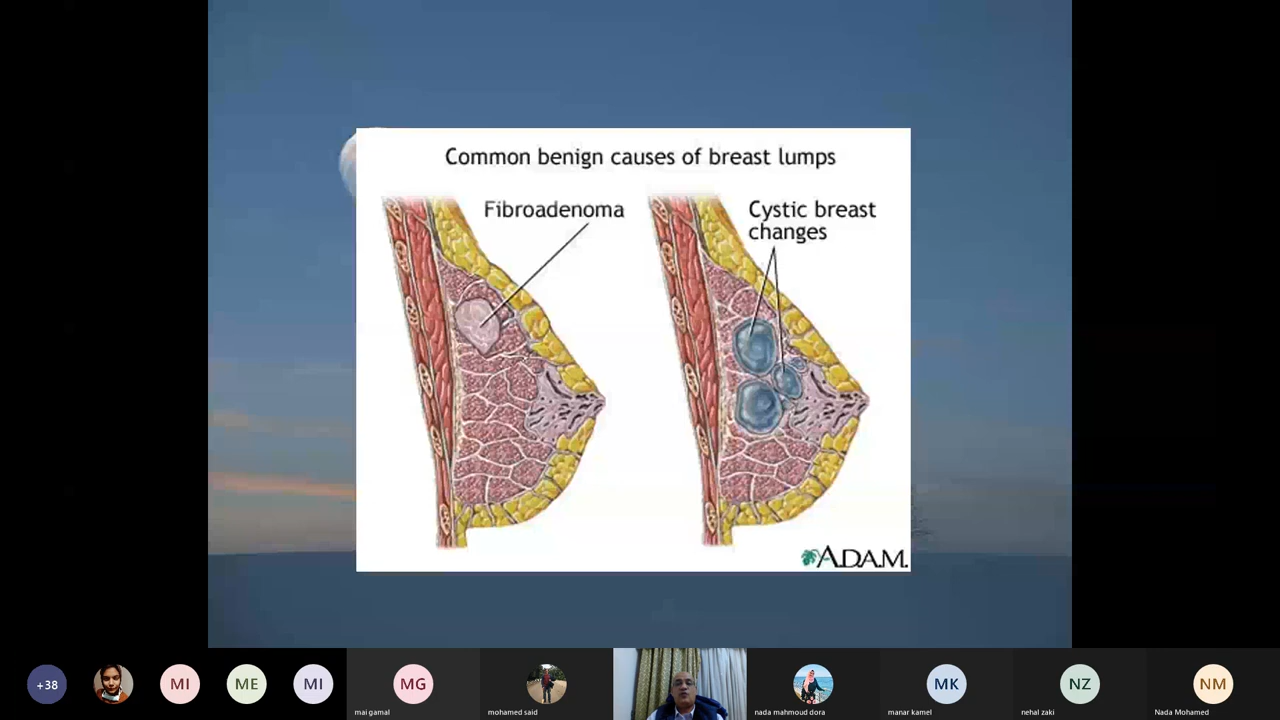 Common benign causes of breast lumps
Fibroadenoma
Cystic breast
changes
A.D.A.M.
+38
MI
ME
MI
MG
mai gamal
mohamed said
nada mahmoud dora
MK
manar kamel
NZ
nehal zaki
NM
Nada Mohamed